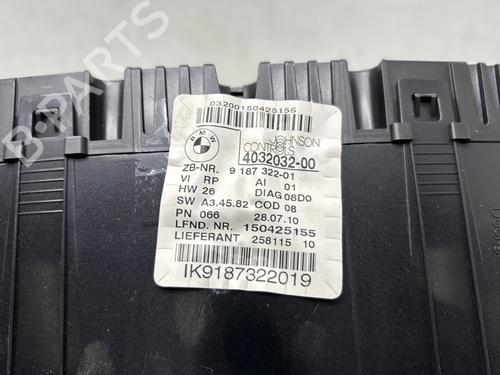 03200150425155
BMW
JOHNSON
CONTROLS
4032032-00
ZB-NR. 9 187 322-01
VI RP AI 01
HW 26 DIAG 08D0
SW A3.45.82 COD 08
PN 066 28.07.10
LFND. NR. 150425155
LIEFERANT 258115 10
IK9187322019
B-PARTS